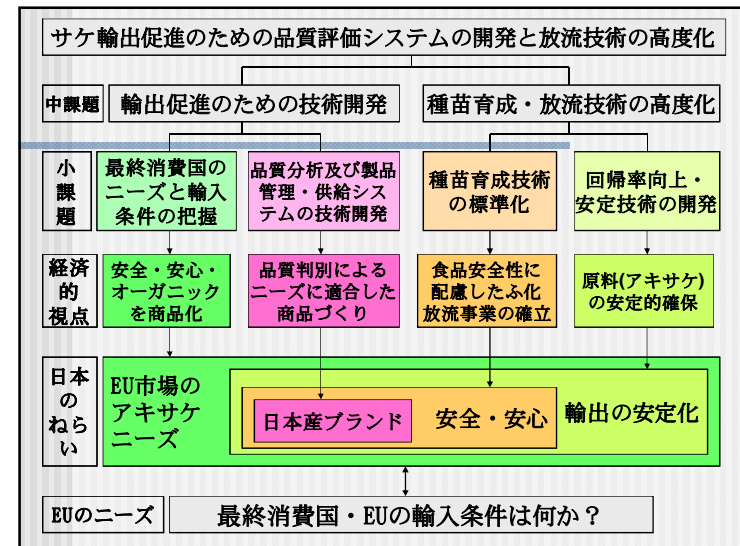 サケ輸出促進のための品質評価システムの開発と放流技術の高度化
中課題
輸出促進のための技術開発
種苗育成・放流技術の高度化
小
課
題
最終消費国の
ニーズと輸入
条件の把握
品質分析及び製品
管理・供給シス
テムの技術開発
種苗育成技術
の標準化
回帰率向上・
安定技術の開発
経済
的
視点
安全・安心・
オーガニック
を商品化
品質判別による
ニーズに適合した
商品づくり
食品安全性に
配慮したふ化
放流事業の確立
原料(アキサケ)
の安定的確保
日本
の
ねら
い
EU市場の
アキサケ
ニーズ
日本産ブランド
安全・安心
輸出の安定化
EUのニーズ
最終消費国・EUの輸入条件は何か？